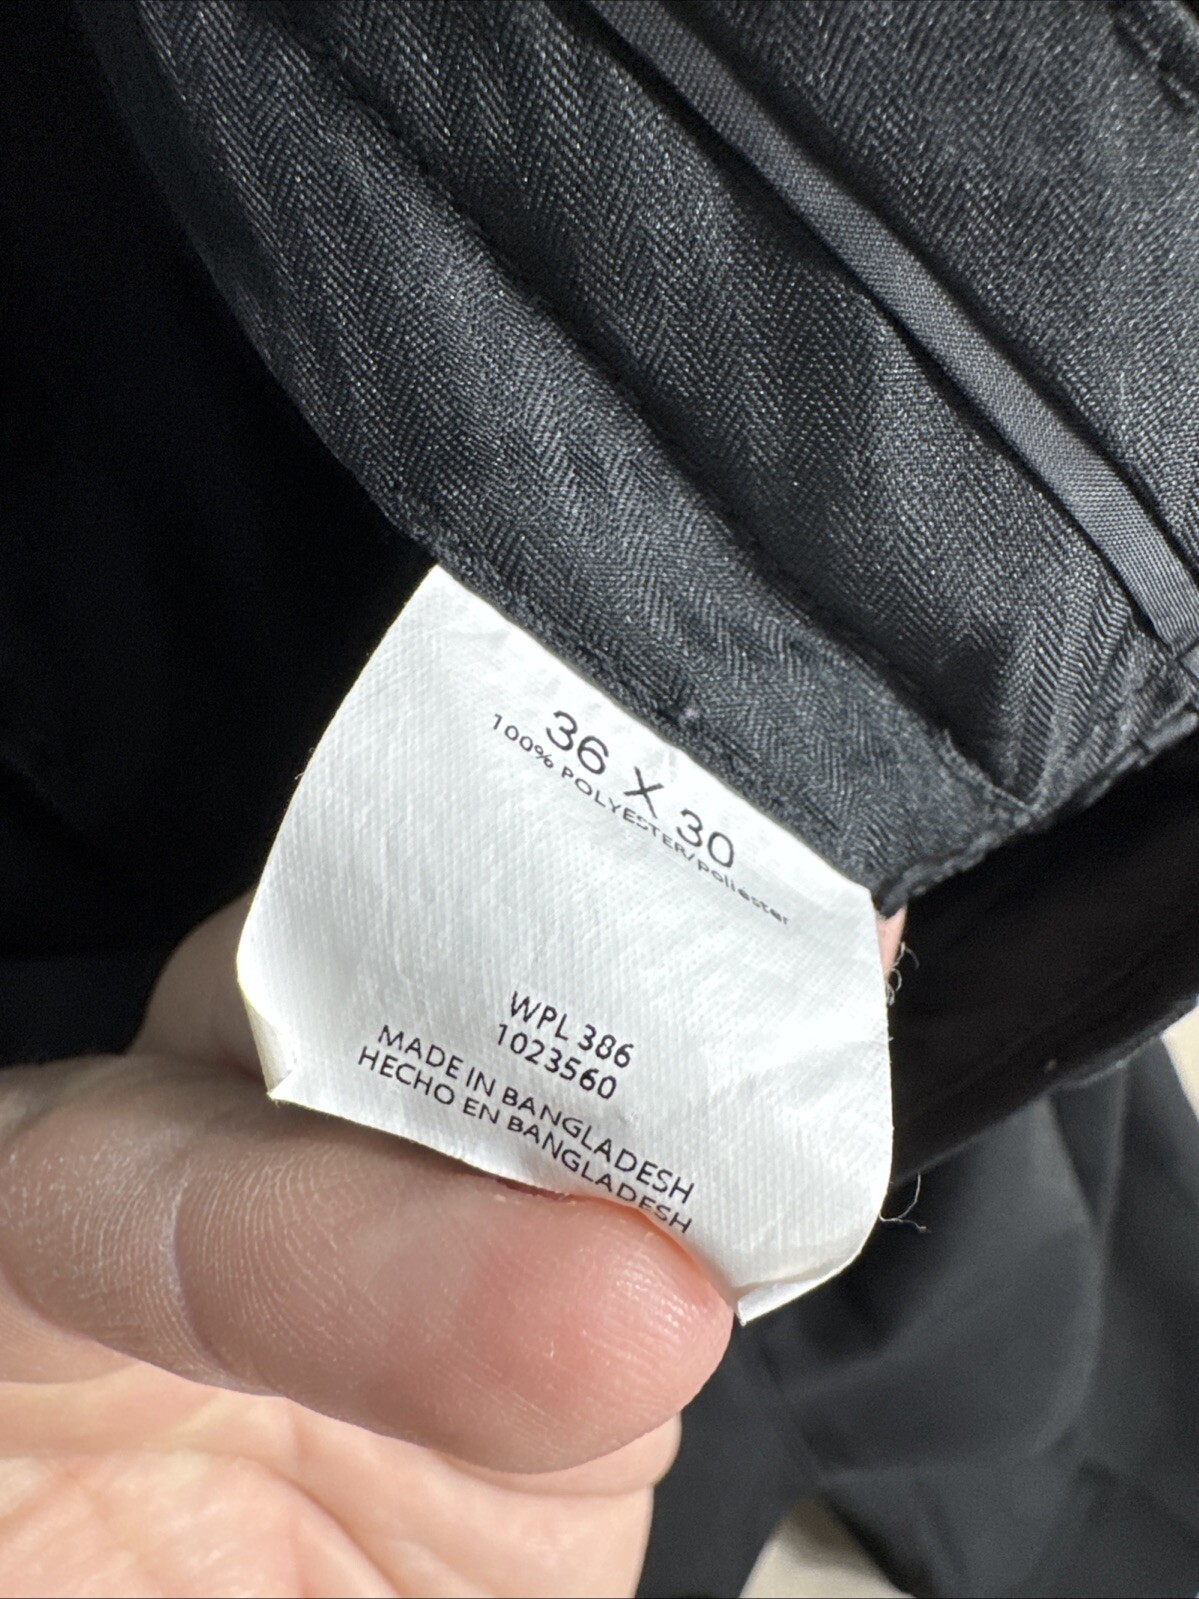 36 X 30
100% POLYESTER/poliester
WPL 386
1023560
MADE IN BANGLADESH
HECHO EN BANGLADESH